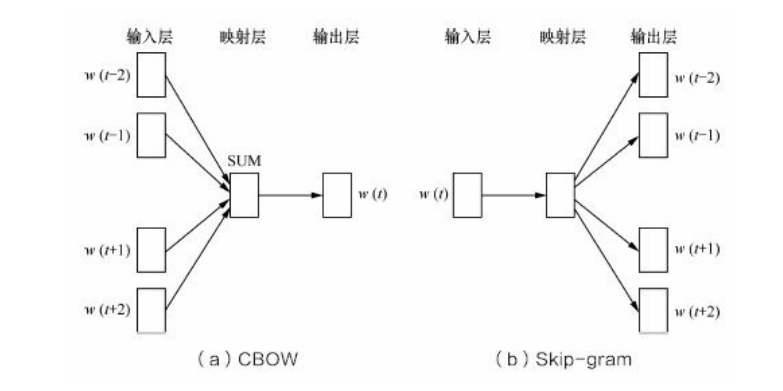 输入层 映射层 输出层
w (t−2)
w (t−1)
SUM
w (t)
w (t+1)
w (t+2)
(a) CBOW
输入层 映射层 输出层
w (t−2)
w (t−1)
w (t)
w (t+1)
w (t+2)
(b) Skip-gram